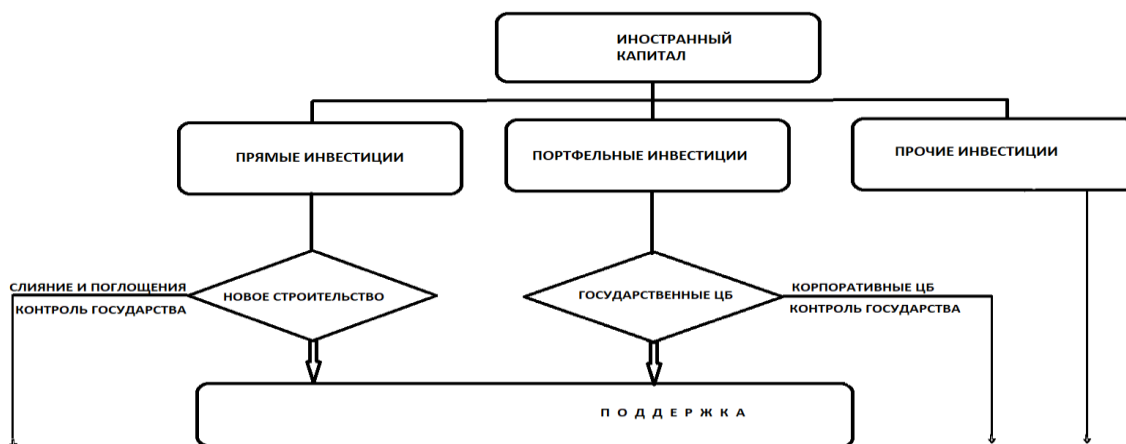 ИНОСТРАННЫЙ
КАПИТАЛ
ПРЯМЫЕ ИНВЕСТИЦИИ
ПОРТФЕЛЬНЫЕ ИНВЕСТИЦИИ
ПРОЧИЕ ИНВЕСТИЦИИ
СЛИЯНИЕ И ПОГЛОЩЕНИЯ
КОНТРОЛЬ ГОСУДАРСТВА
НОВОЕ СТРОИТЕЛЬСТВО
ГОСУДАРСТВЕННЫЕ ЦБ
КОРПОРАТИВНЫЕ ЦБ
КОНТРОЛЬ ГОСУДАРСТВА
П О Д Д Е Р Ж К А